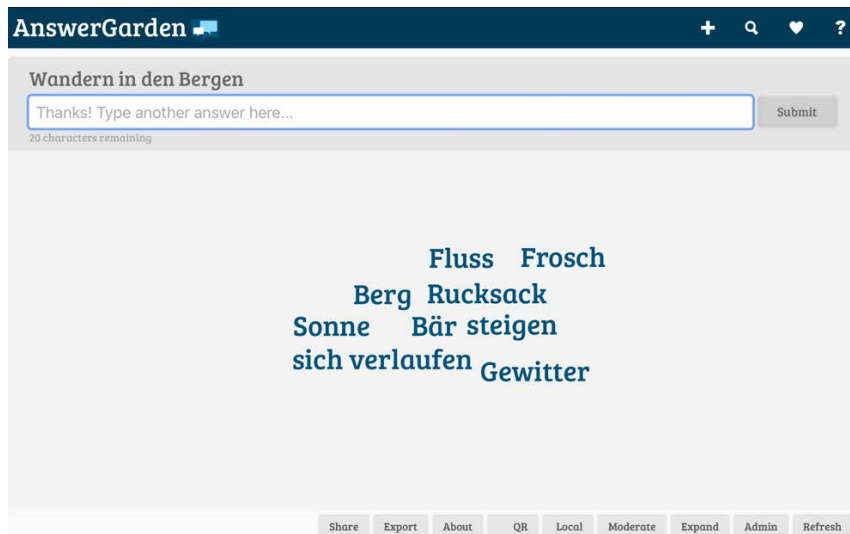 AnswerGarden + ?
Wandern in den Bergen
Thanks! Type another answer here...
Submit
20 characters remaining
Fluss Frosch
Berg Rucksack
Sonne Bär steigen
sich verlaufen Gewitter
Share Export About QR Local Moderate Expand Admin Refresh